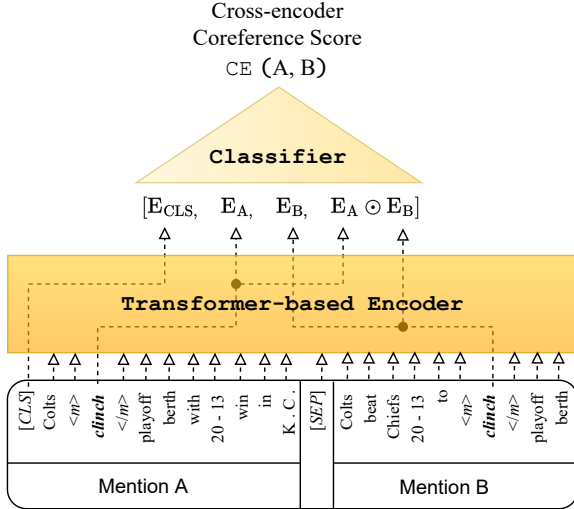 Cross-encoder
Coreference Score
CE (A, B)
Classifier
[E_CLS, E_A, E_B, E_A ⊙ E_B]
Transformer-based Encoder
[CLS] Colts <m> clinch </m> playoff berth with 20 - 13 win in K . C . [SEP] Colts beat Chiefs 20 - 13 to <m> clinch </m> playoff berth
Mention A Mention B